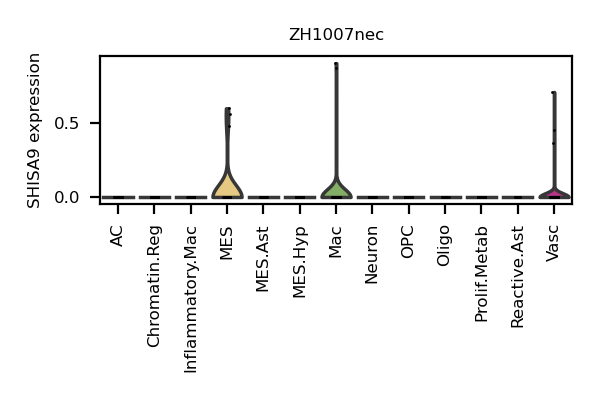 ZH1007nec
SHISA9 expression
0.5
0.0
AC
Chromatin.Reg
Inflammatory.Mac
MES
MES.Ast
MES.Hyp
Mac
Neuron
OPC
Oligo
Prolif.Metab
Reactive.Ast
Vasc